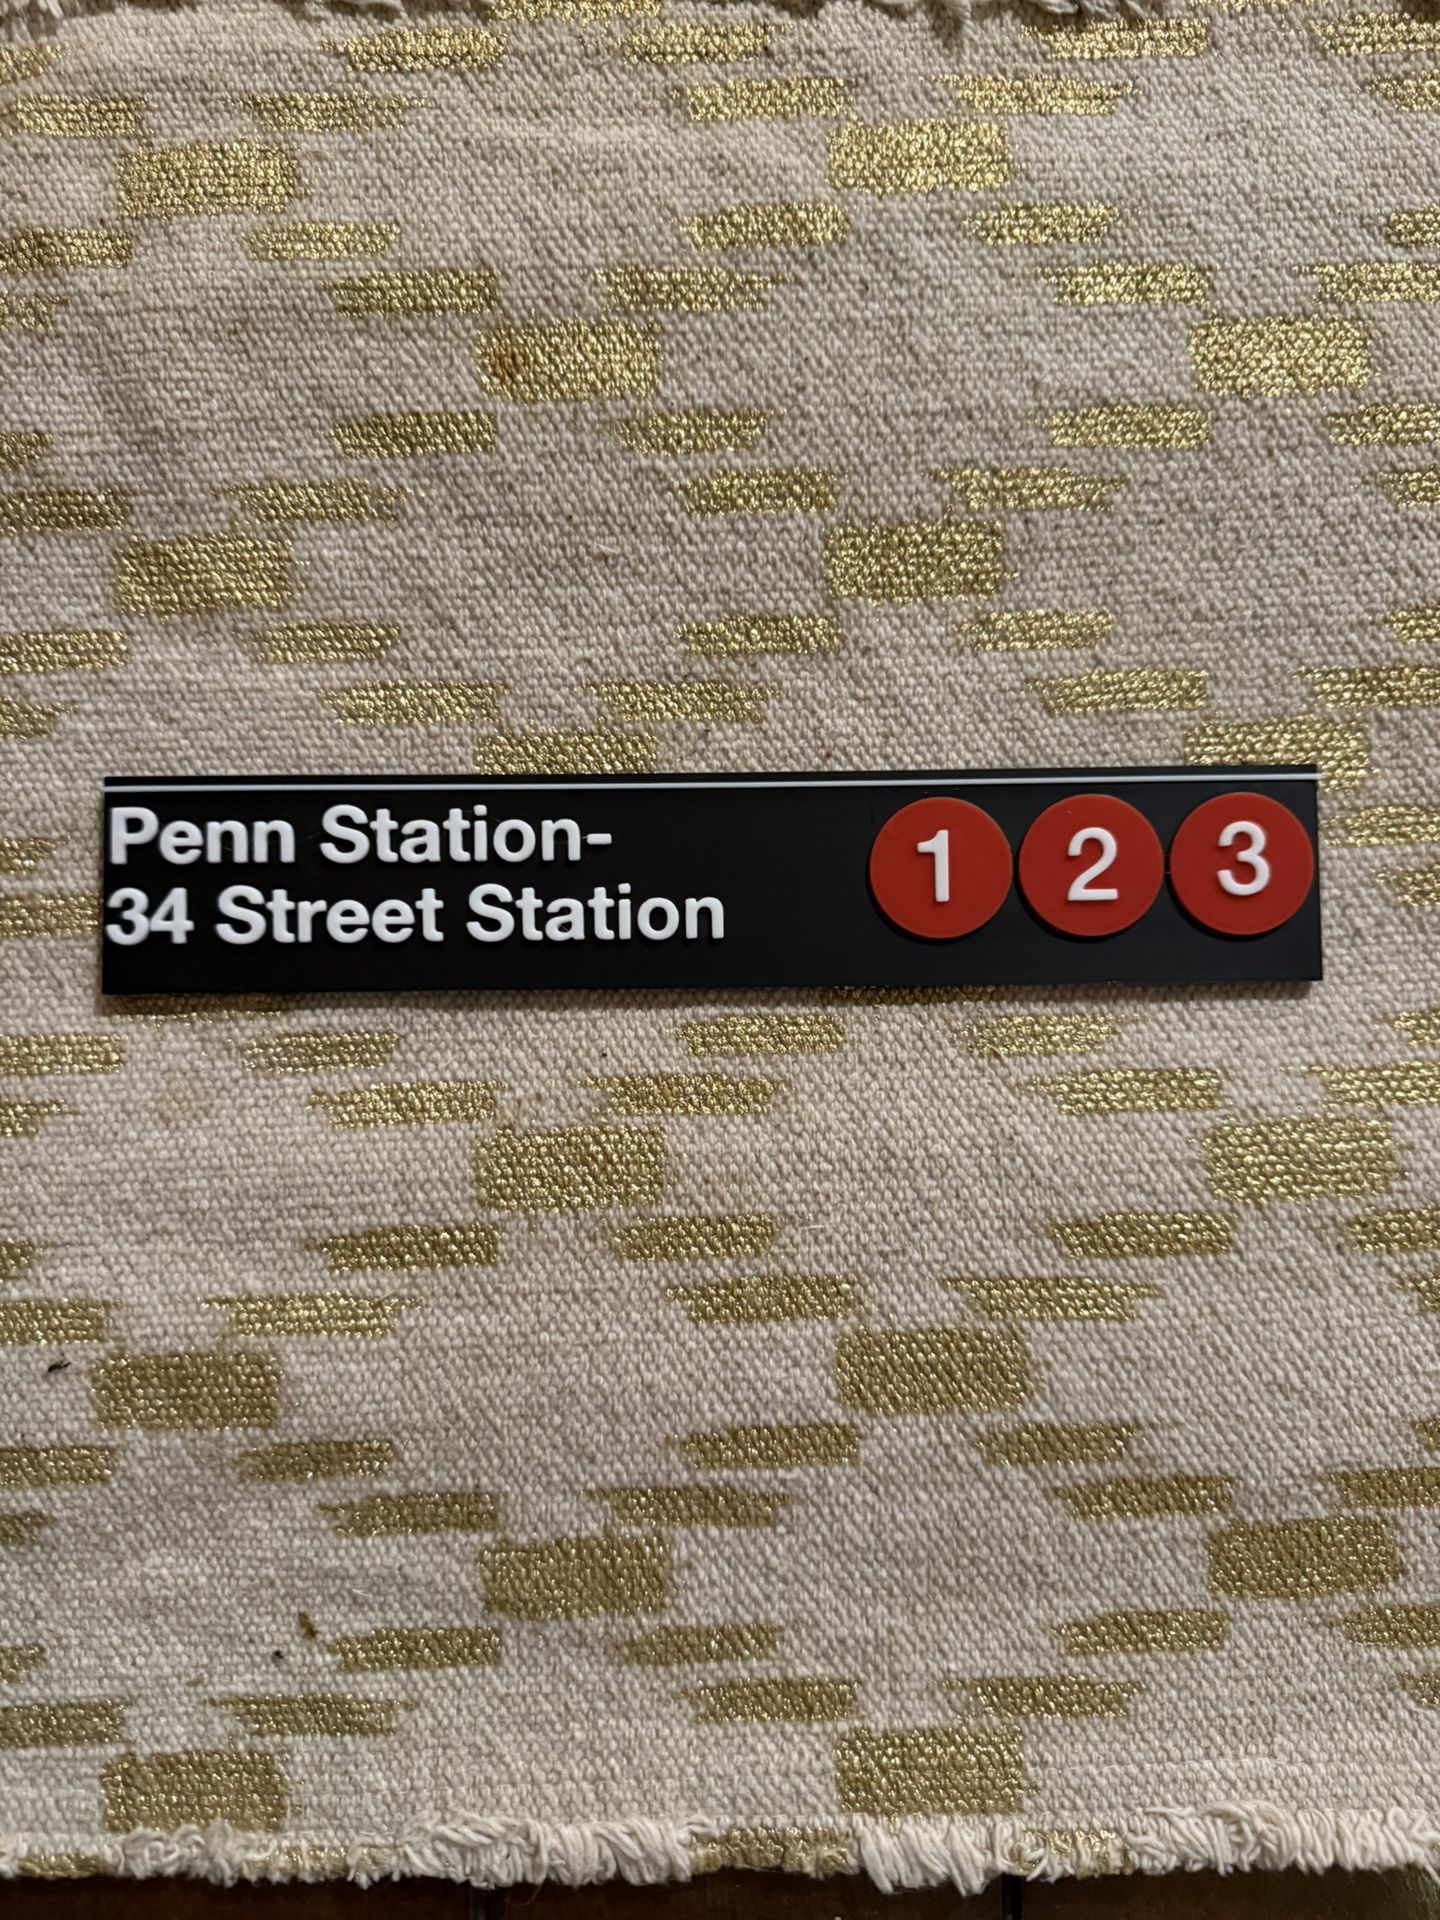 Penn Station-
34 Street Station
1 2 3